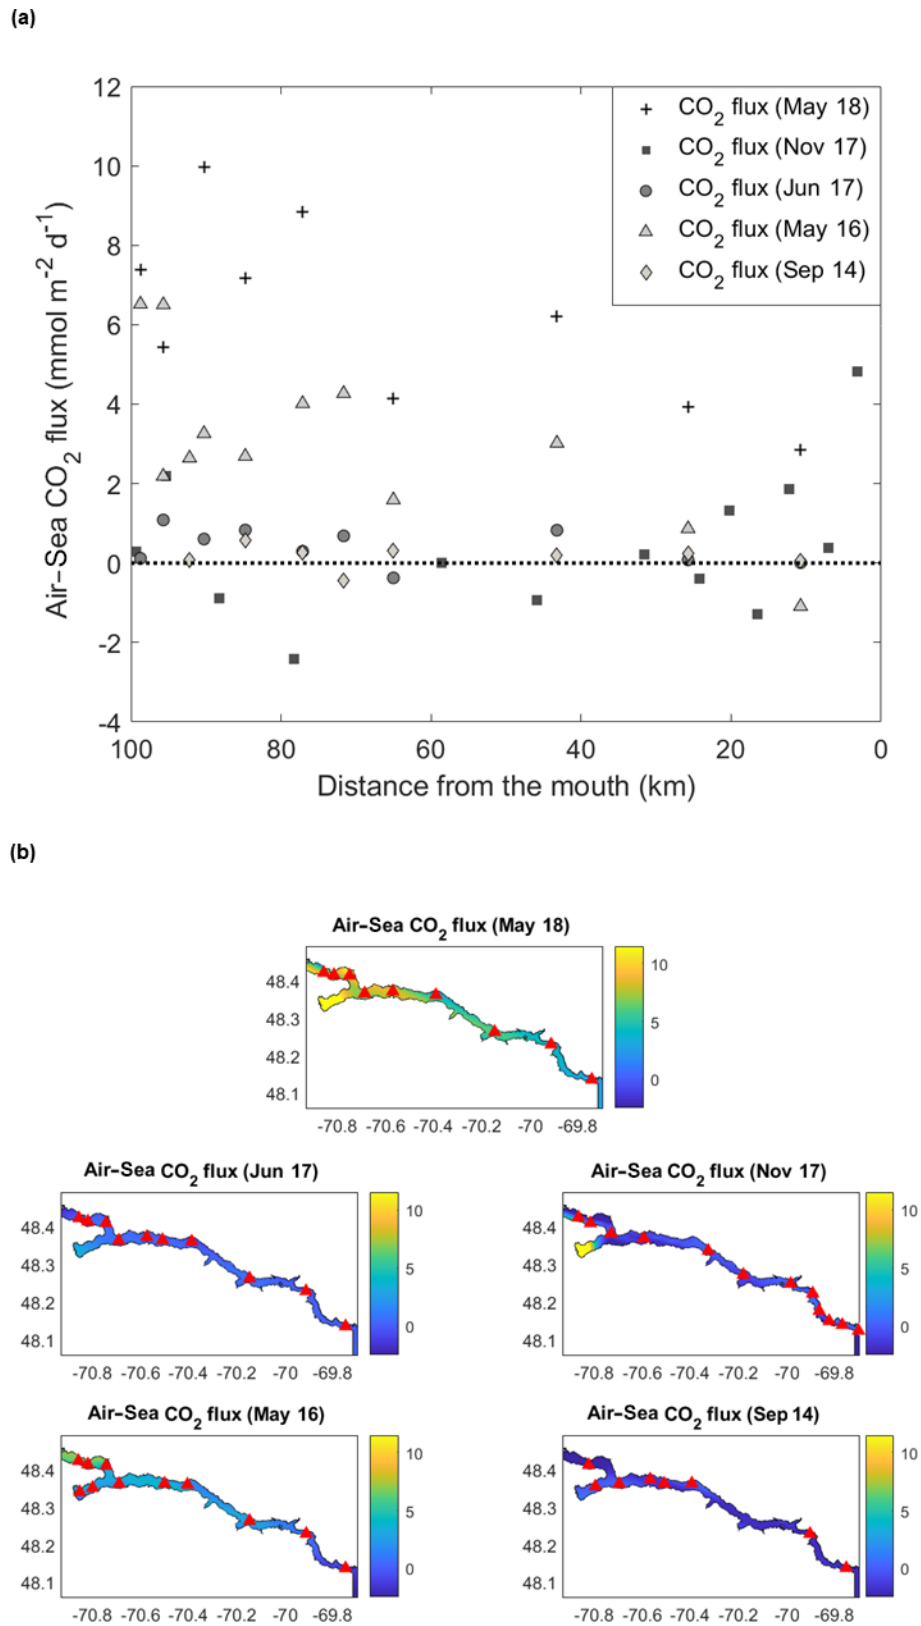 (a)
12
10
8
6
4
2
0
-2
-4
Air-Sea CO2 flux (mmol m-2 d-1)
CO2 flux (May 18)
CO2 flux (Nov 17)
CO2 flux (Jun 17)
CO2 flux (May 16)
CO2 flux (Sep 14)
100 80 60 40 20 0
Distance from the mouth (km)
(b)
Air-Sea CO2 flux (May 18)
48.4
48.3
48.2
48.1
-70.8 -70.6 -70.4 -70.2 -70 -69.8
10
5
0
Air-Sea CO2 flux (Jun 17)
48.4
48.3
48.2
48.1
-70.8 -70.6 -70.4 -70.2 -70 -69.8
10
5
0
Air-Sea CO2 flux (Nov 17)
48.4
48.3
48.2
48.1
-70.8 -70.6 -70.4 -70.2 -70 -69.8
10
5
0
Air-Sea CO2 flux (May 16)
48.4
48.3
48.2
48.1
-70.8 -70.6 -70.4 -70.2 -70 -69.8
10
5
0
Air-Sea CO2 flux (Sep 14)
48.4
48.3
48.2
48.1
-70.8 -70.6 -70.4 -70.2 -70 -69.8
10
5
0